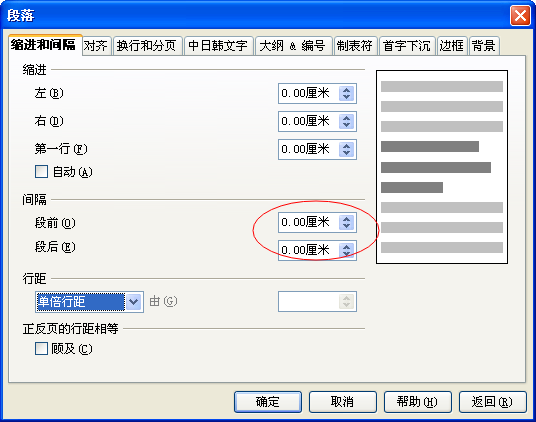 段落
缩进和间隔 对齐 换行和分页 中日韩文字 大纲 & 编号 制表符 首字下沉 边框 背景
缩进
左(B) 0.00厘米
右(D) 0.00厘米
第一行(F) 0.00厘米
自动(A)
间隔
段前(O) 0.00厘米
段后(E) 0.00厘米
行距
单倍行距 由(G)
正反页的行距相等
顾及(C)
确定 取消 帮助(H) 返回(R)